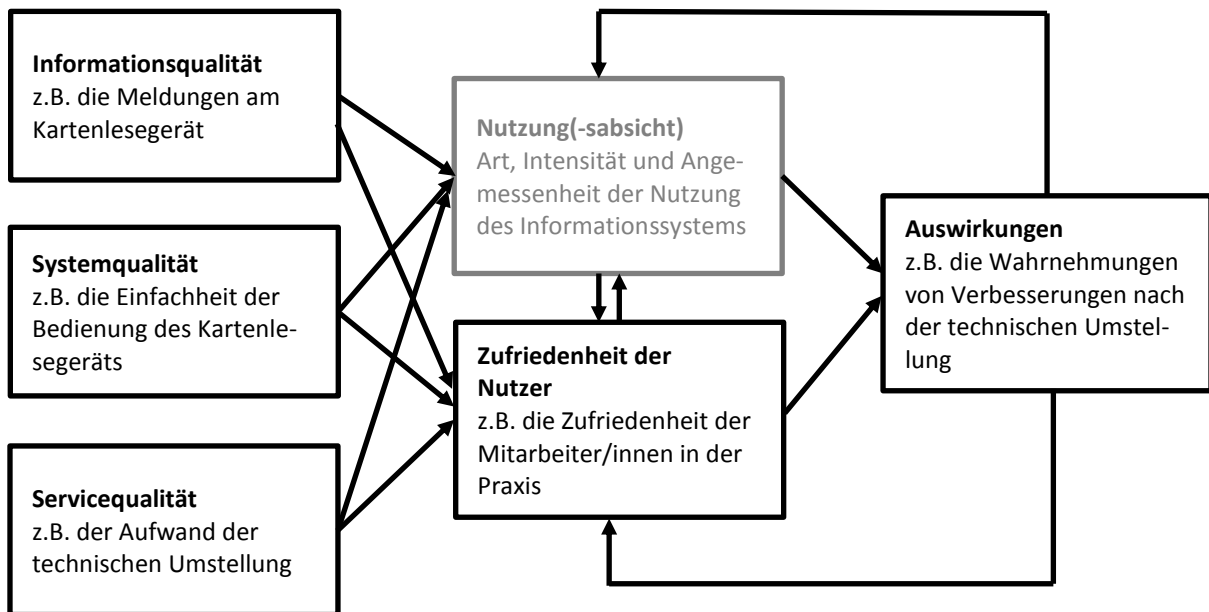 Informationsqualität
z.B. die Meldungen am
Kartenlesegerät
Systemqualität
z.B. die Einfachheit der
Bedienung des Kartenle-
segeräts
Servicequalität
z.B. der Aufwand der
technischen Umstellung
Nutzung(-sabsicht)
Art, Intensität und Ange-
messenheit der Nutzung
des Informationssystems
Zufriedenheit der
Nutzer
z.B. die Zufriedenheit der
Mitarbeiter/innen in der
Praxis
Auswirkungen
z.B. die Wahrnehmungen
von Verbesserungen nach
der technischen Umstel-
lung